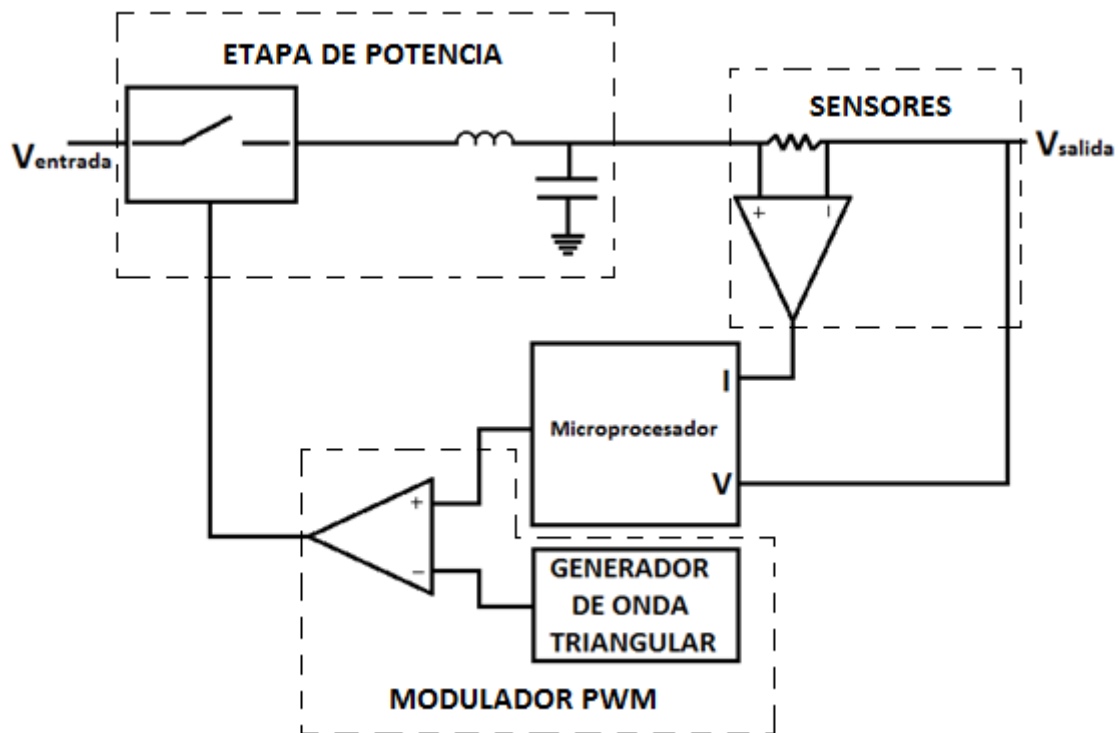 ETAPA DE POTENCIA
SENSORES
Ventrada
Vsalida
+
–
I
Microprocesador
V
+
–
GENERADOR
DE ONDA
TRIANGULAR
MODULADOR PWM